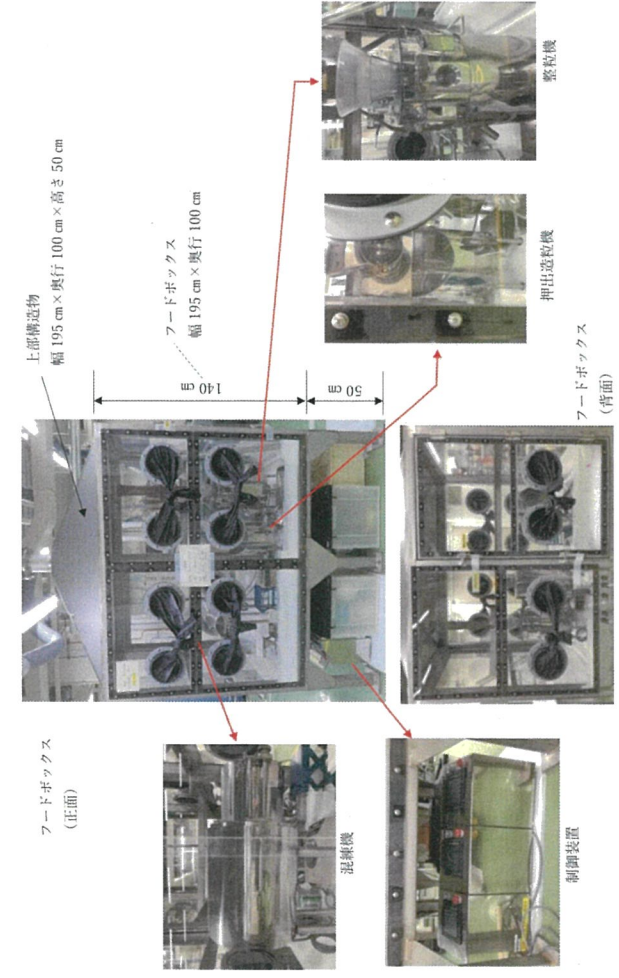 フードボックス
（正面）
上部構造物
幅 195 ㎝×奥行 100 ㎝×高さ 50 ㎝
フードボックス
幅 195 ㎝×奥行 100 ㎝
140 ㎝
50 ㎝
混練機
制御装置
フードボックス
（背面）
押出造粒機
整粒機